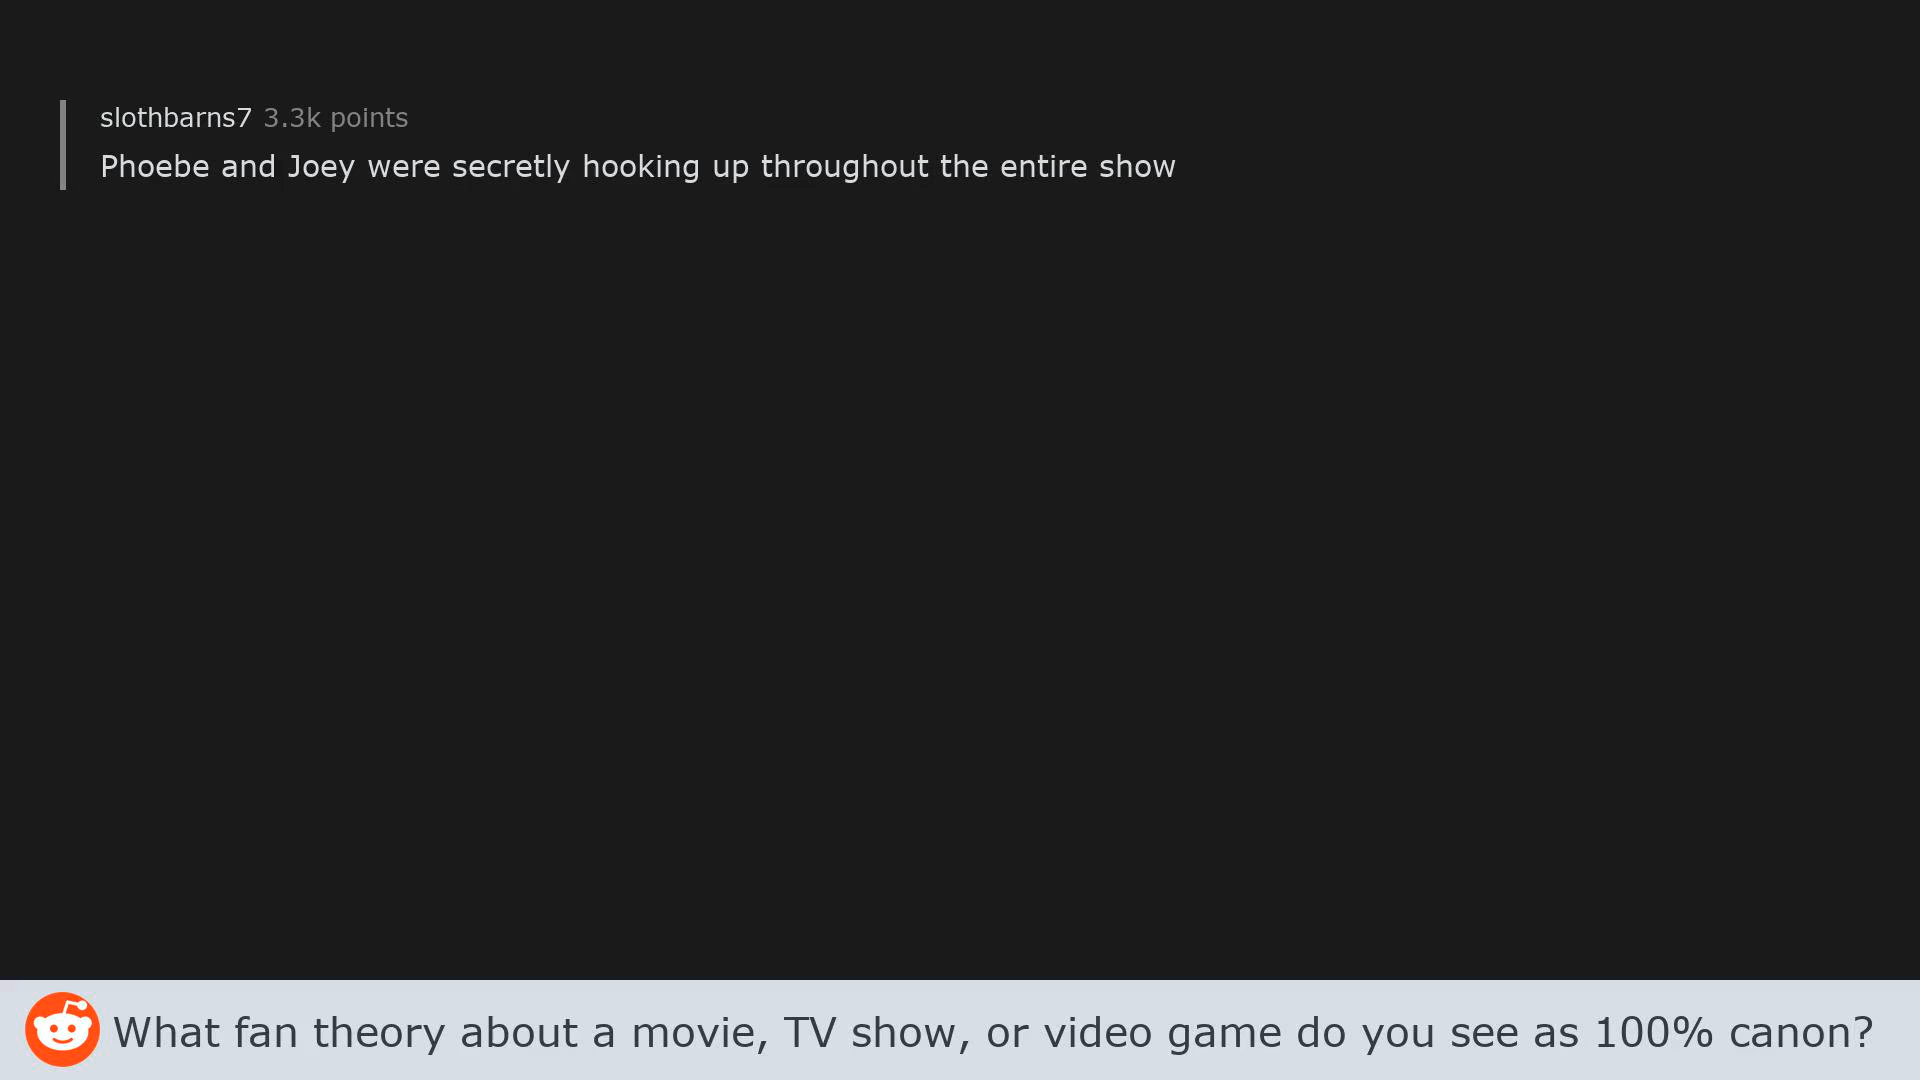 slothbarns7 3.3k points
Phoebe and Joey were secretly hooking up throughout the entire show
What fan theory about a movie, TV show, or video game do you see as 100% canon?